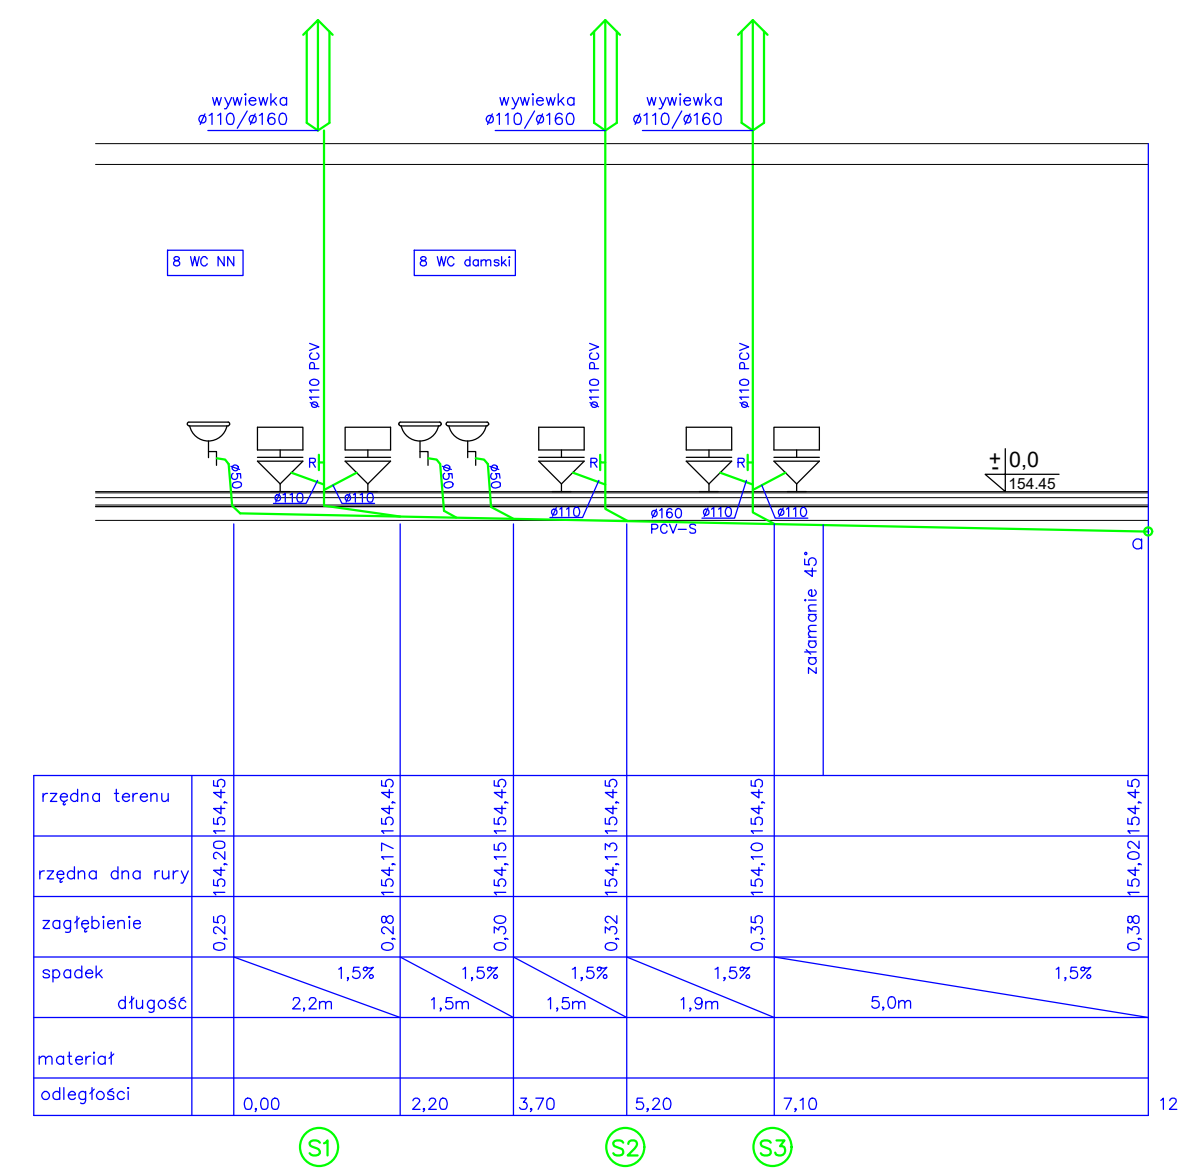 wywiewka
ø110/ø160
wywiewka
ø110/ø160
wywiewka
ø110/ø160
8 WC NN
8 WC damski
ø110 PCV
ø110 PCV
ø110 PCV
R
R
R
ø50
ø50
ø50
ø110
ø110
ø110
ø160
PCV-S
ø110
ø110
±0,0
154.45
a
załamanie 45°
rzędna terenu
154,45
154,45
154,45
154,45
154,45
154,45
rzędna dna rury
154,20
154,17
154,15
154,13
154,10
154,02
zagłębienie
0,25
0,28
0,30
0,32
0,35
0,38
spadek
1,5%
1,5%
1,5%
1,5%
1,5%
długość
2,2m
1,5m
1,5m
1,9m
5,0m
materiał
odległości
0,00
2,20
3,70
5,20
7,10
12
S1
S2
S3